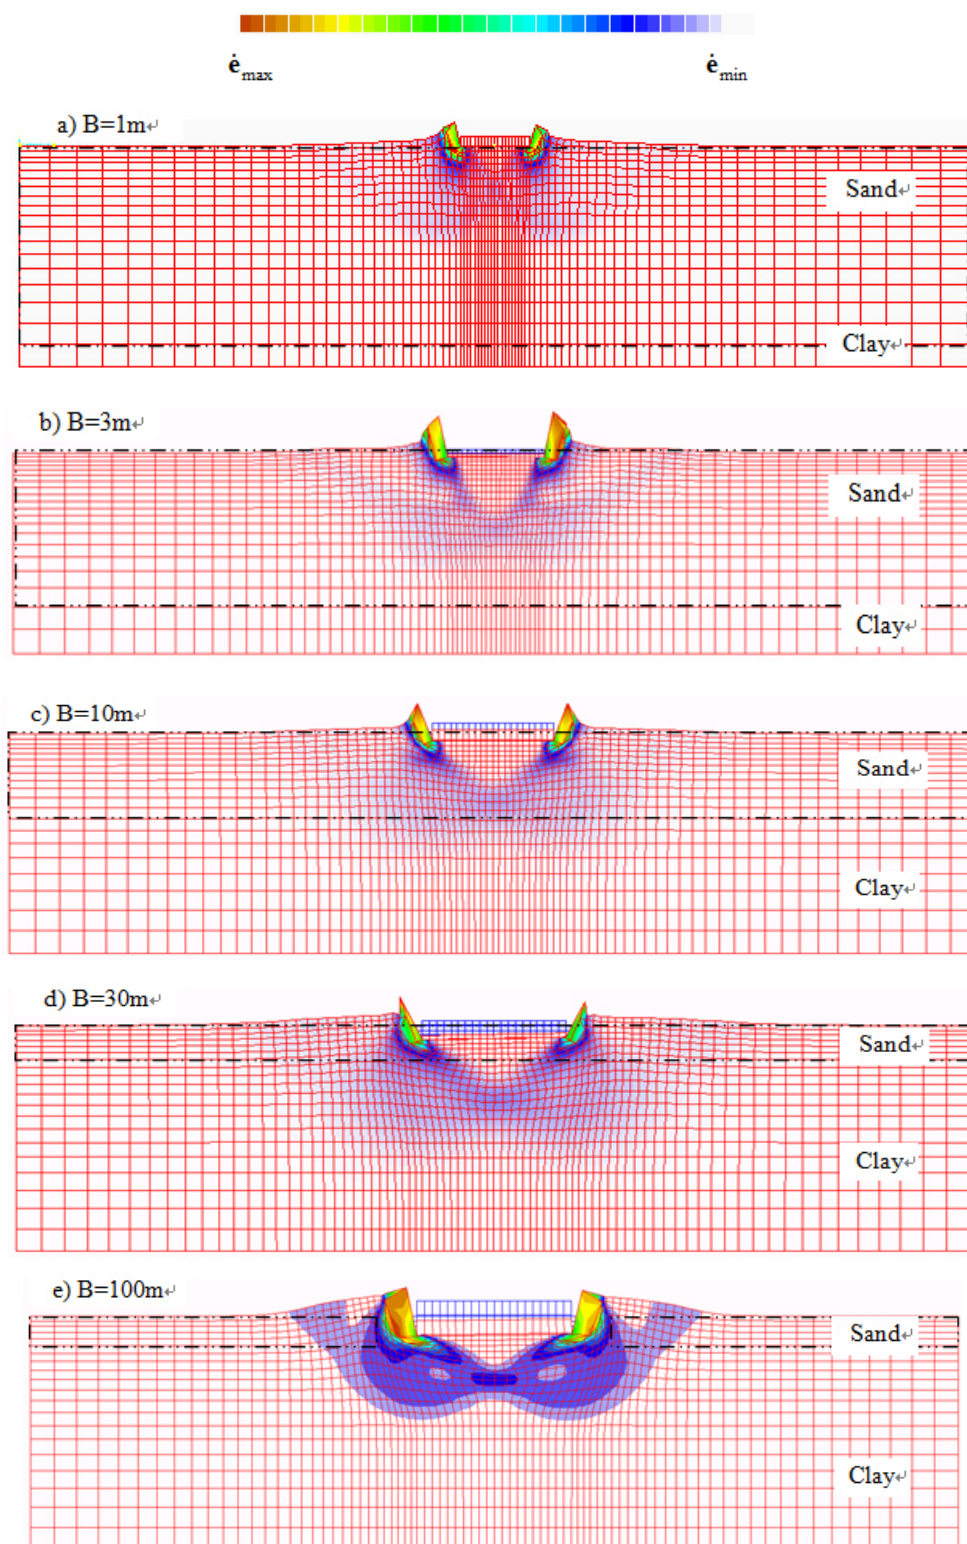 ė_max ė_min
a) B=1m↵
Sand↵
Clay↵
b) B=3m↵
Sand↵
Clay↵
c) B=10m↵
Sand↵
Clay↵
d) B=30m↵
Sand↵
Clay↵
e) B=100m↵
Sand↵
Clay↵